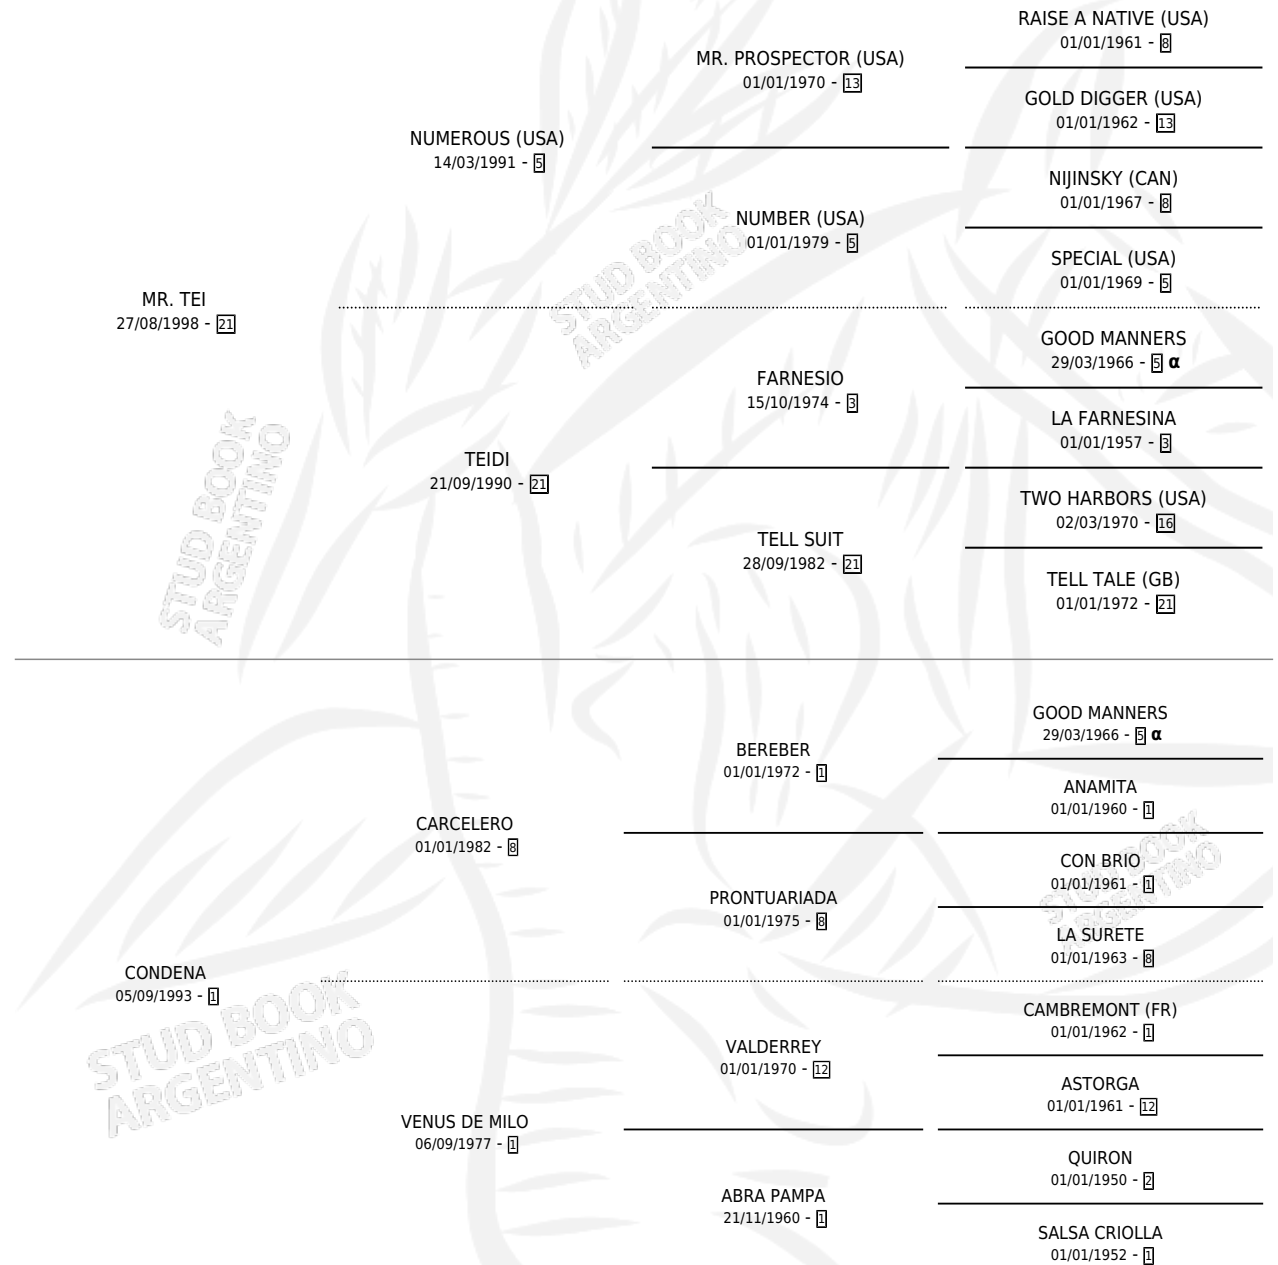 RAISE A NATIVE (USA)
01/01/1961 - 8
MR. PROSPECTOR (USA)
01/01/1970 - 13
GOLD DIGGER (USA)
01/01/1962 - 13
NUMEROUS (USA)
14/03/1991 - 5
NIJINSKY (CAN)
01/01/1967 - 8
NUMBER (USA)
01/01/1979 - 5
SPECIAL (USA)
01/01/1969 - 5
MR. TEI
27/08/1998 - 21
GOOD MANNERS
29/03/1966 - 5 α
FARNESIO
15/10/1974 - 3
LA FARNESINA
01/01/1957 - 3
TEIDI
21/09/1990 - 21
TWO HARBORS (USA)
02/03/1970 - 16
TELL SUIT
28/09/1982 - 21
TELL TALE (GB)
01/01/1972 - 21
STUD BOOK
ARGENTINO
STUD BOOK
ARGENTINO
GOOD MANNERS
29/03/1966 - 5 α
BEREBER
01/01/1972 - 1
ANAMITA
01/01/1960 - 1
CARCELERO
01/01/1982 - 8
CON BRIO
01/01/1961 - 1
PRONTUARIADA
01/01/1975 - 8
LA SURETE
01/01/1963 - 8
CONDENA
05/09/1993 - 1
CAMBREMONT (FR)
01/01/1962 - 1
VALDERREY
01/01/1970 - 12
ASTORGA
01/01/1961 - 12
VENUS DE MILO
06/09/1977 - 1
QUIRON
01/01/1950 - 2
ABRA PAMPA
21/11/1960 - 1
SALSA CRIOLLA
01/01/1952 - 1
STUD BOOK
ARGENTINO
STUD BOOK
ARGENTINO